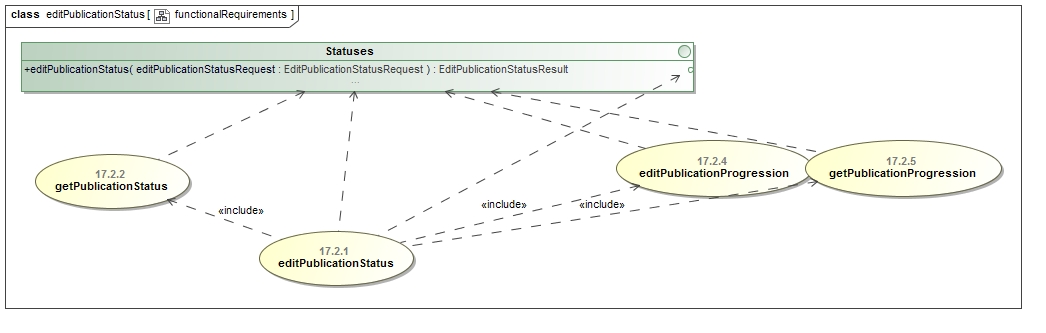 class editPublicationStatus [ functionalRequirements ]
Statuses
+editPublicationStatus( editPublicationStatusRequest : EditPublicationStatusRequest ) : EditPublicationStatusResult
...
17.2.2
getPublicationStatus
17.2.4
editPublicationProgression
17.2.5
getPublicationProgression
«include»
«include»
«include»
17.2.1
editPublicationStatus